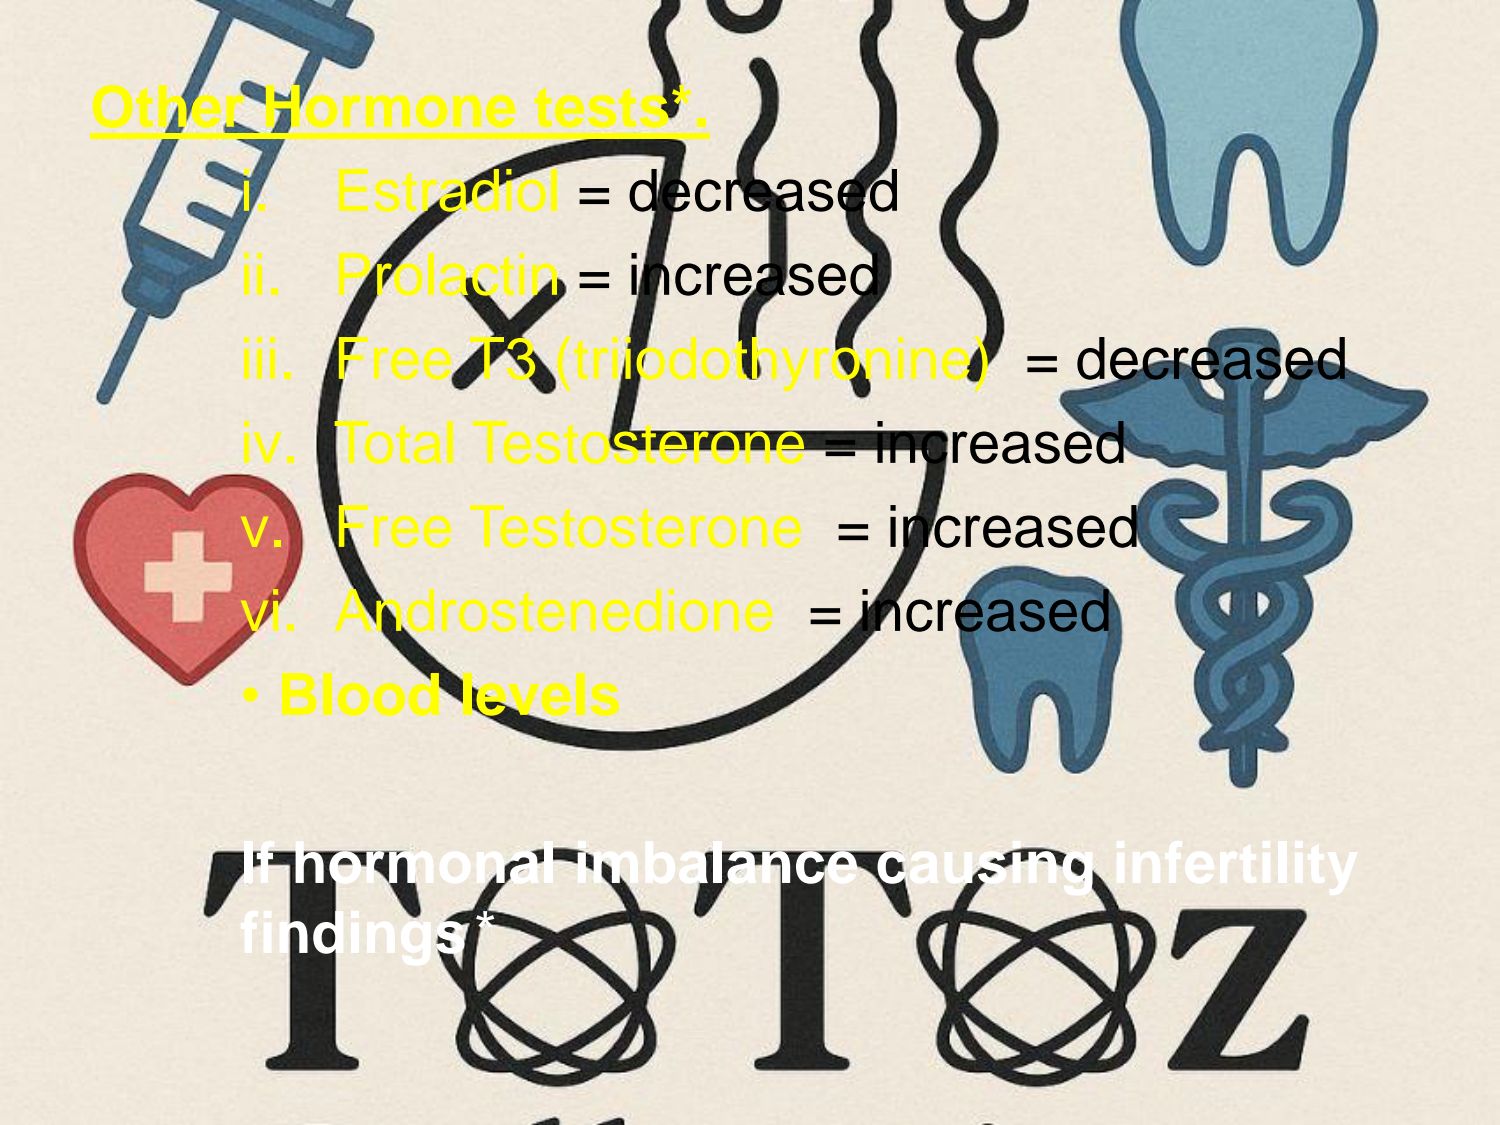 Other Hormone tests*.
i. Estradiol = decreased
ii. Prolactin = increased
iii. Free T3 (triiodothyronine) = decreased
iv. Total Testosterone = increased
v. Free Testosterone = increased
vi. Androstenedione = increased
• Blood levels
If hormonal imbalance causing infertility
findings*
TOTOZ